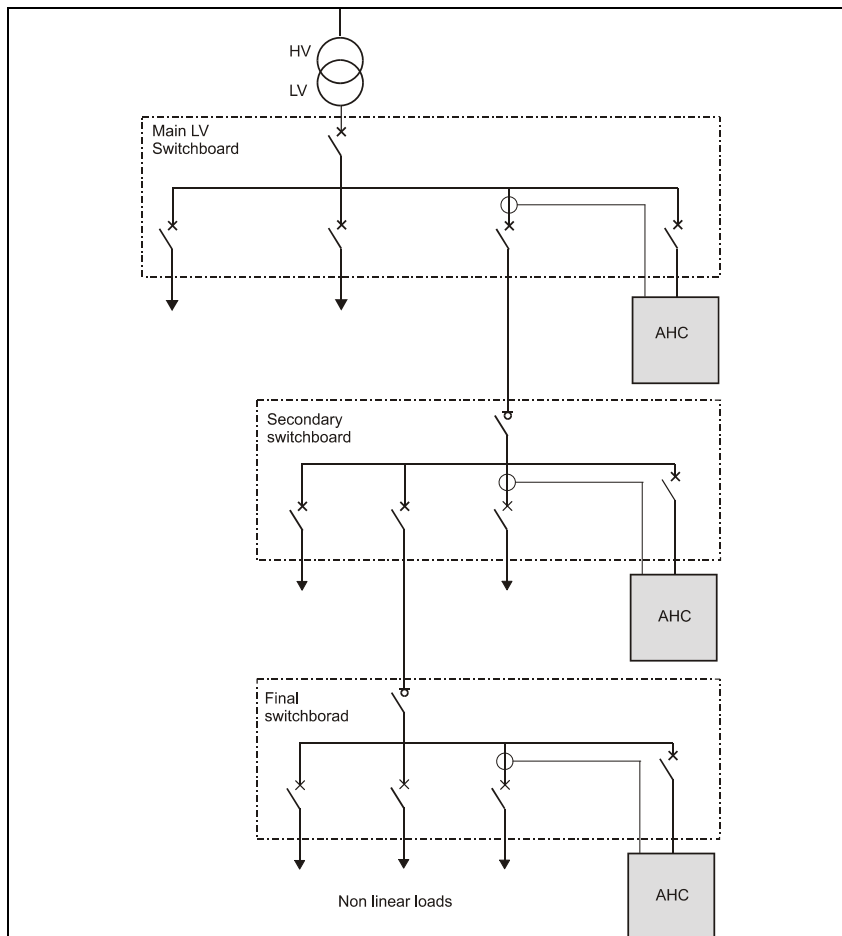 HV
LV
Main LV
Switchboard
AHC
Secondary
switchboard
AHC
Final
switchborad
AHC
Non linear loads